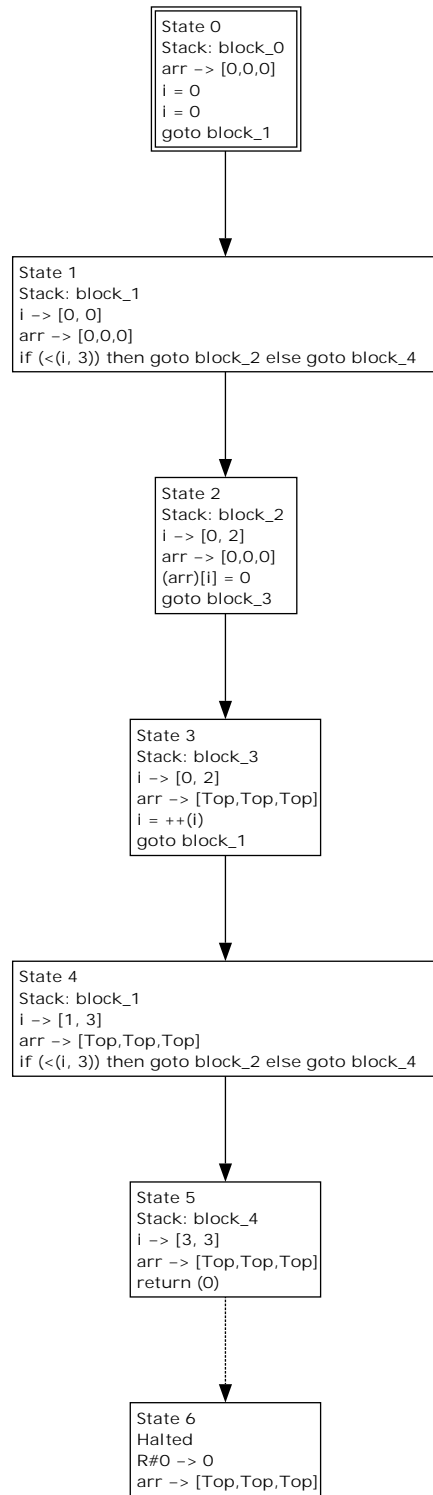 State 0
Stack: block_0
arr −> [0,0,0]
i = 0
i = 0
goto block_1
State 1
Stack: block_1
i −> [0, 0]
arr −> [0,0,0]
if (<(i, 3)) then goto block_2 else goto block_4
State 2
Stack: block_2
i −> [0, 2]
arr −> [0,0,0]
(arr)[i] = 0
goto block_3
State 3
Stack: block_3
i −> [0, 2]
arr −> [Top,Top,Top]
i = ++(i)
goto block_1
State 4
Stack: block_1
i −> [1, 3]
arr −> [Top,Top,Top]
if (<(i, 3)) then goto block_2 else goto block_4
State 5
Stack: block_4
i −> [3, 3]
arr −> [Top,Top,Top]
return (0)
State 6
Halted
R#0 −> 0
arr −> [Top,Top,Top]